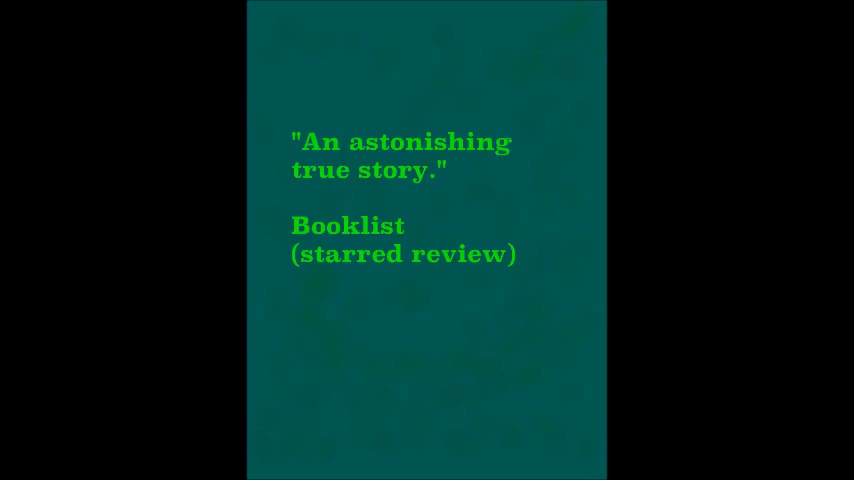 "An astonishing
true story."
Booklist
(starred review)